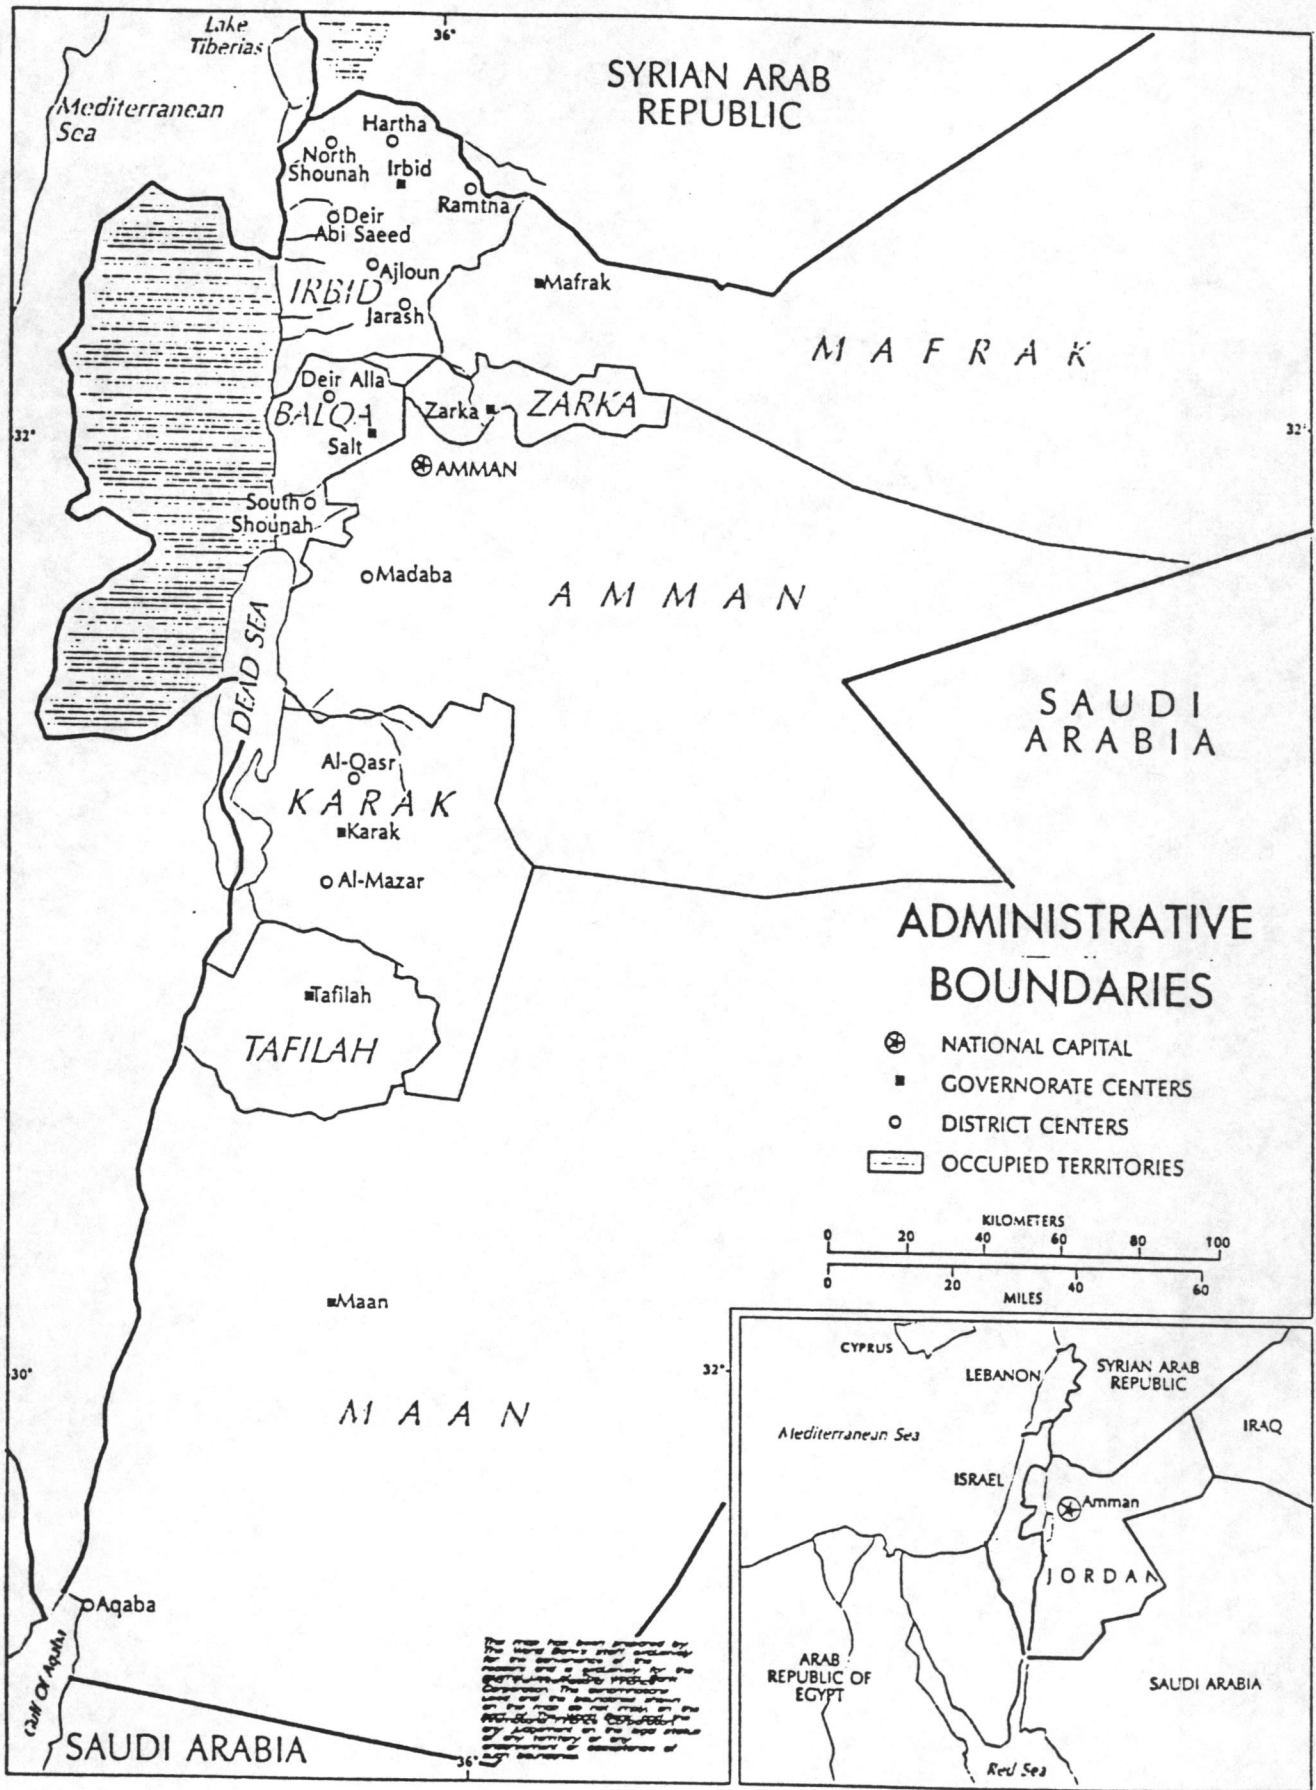 Lake
Tiberias
36°
SYRIAN ARAB
REPUBLIC
Mediterranean
Sea
Hartha
North
Shounah
Irbid
Ramtha
Deir
Abi Saeed
Ajloun
IRBID
Jarash
Mafrak
MAFRAK
Deir Alla
BALQA
Salt
Zarka
ZARKA
32°
32°
AMMAN
South
Shounah
Madaba
AMMAN
DEAD SEA
SAUDI
ARABIA
Al-Qasr
KARAK
Karak
Al-Mazar
Tafilah
TAFILAH
ADMINISTRATIVE
BOUNDARIES
NATIONAL CAPITAL
GOVERNORATE CENTERS
DISTRICT CENTERS
OCCUPIED TERRITORIES
KILOMETERS
0 20 40 60 80 100
0 20 40 60
MILES
Maan
30°
MAAN
Aqaba
Gulf Of Aqaba
SAUDI ARABIA
36°
32°
CYPRUS
LEBANON
SYRIAN ARAB
REPUBLIC
IRAQ
Mediterranean Sea
ISRAEL
Amman
JORDAN
ARAB
REPUBLIC OF
EGYPT
SAUDI ARABIA
Red Sea